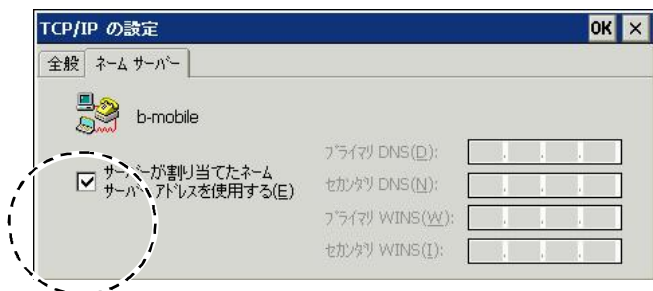 TCP/IP の設定
OK ×
全般 ネーム サーバー
b-mobile
サーバーが割り当てたネーム
サーバー アドレスを使用する(E)
プライマリ DNS(D):
セカンダリ DNS(N):
プライマリ WINS(W):
セカンダリ WINS(I):